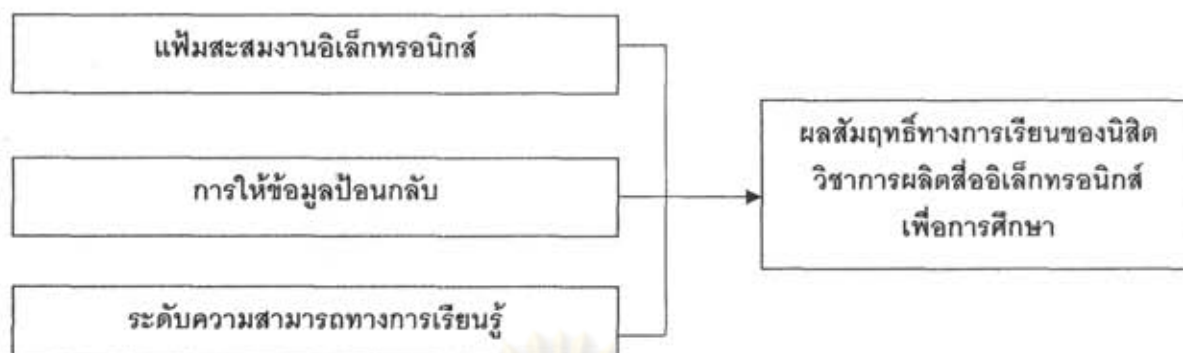 แฟ้มสะสมงานอิเล็กทรอนิกส์
การให้ข้อมูลป้อนกลับ
ระดับความสามารถทางการเรียนรู้
ผลสัมฤทธิ์ทางการเรียนของนิสิต
วิชาการผลิตสื่ออิเล็กทรอนิกส์
เพื่อการศึกษา